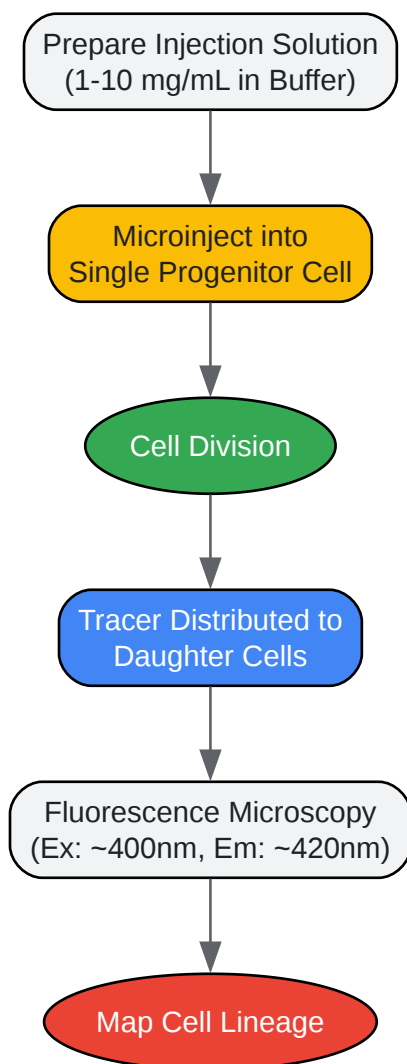 Prepare Injection Solution
(1-10 mg/mL in Buffer)
Microinject into
Single Progenitor Cell
Cell Division
Tracer Distributed to
Daughter Cells
Fluorescence Microscopy
(Ex: ~400nm, Em: ~420nm)
Map Cell Lineage